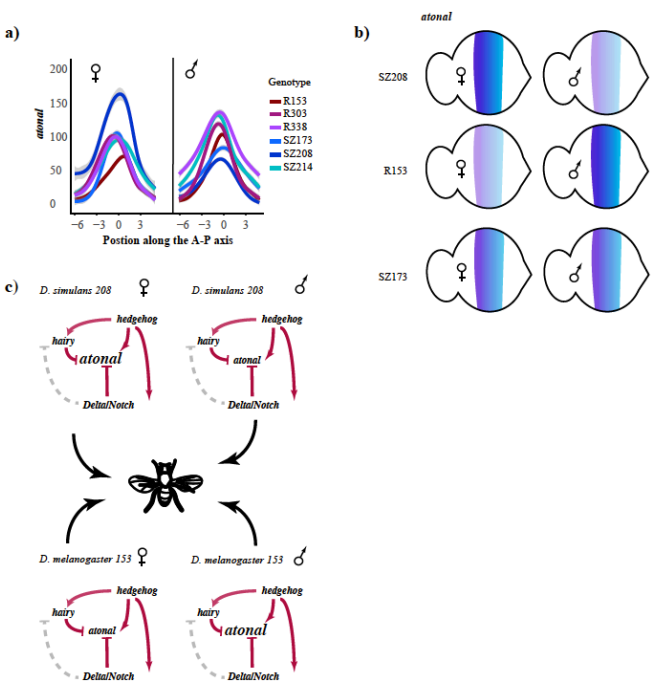 a)
♀
♂
200
150
100
50
0
atonal
−6 −3 0 3 −6 −3 0 3
Postion along the A-P axis
Genotype
R153
R303
R338
SZ173
SZ208
SZ214
b)
atonal
SZ208
♀
♂
R153
♀
♂
SZ173
♀
♂
c)
D. simulans 208 ♀
hedgehog
hairy
atonal
Delta/Notch
D. simulans 208 ♂
hedgehog
hairy
atonal
Delta/Notch
D. melanogaster 153 ♀
hedgehog
hairy
atonal
Delta/Notch
D. melanogaster 153 ♂
hedgehog
hairy
atonal
Delta/Notch